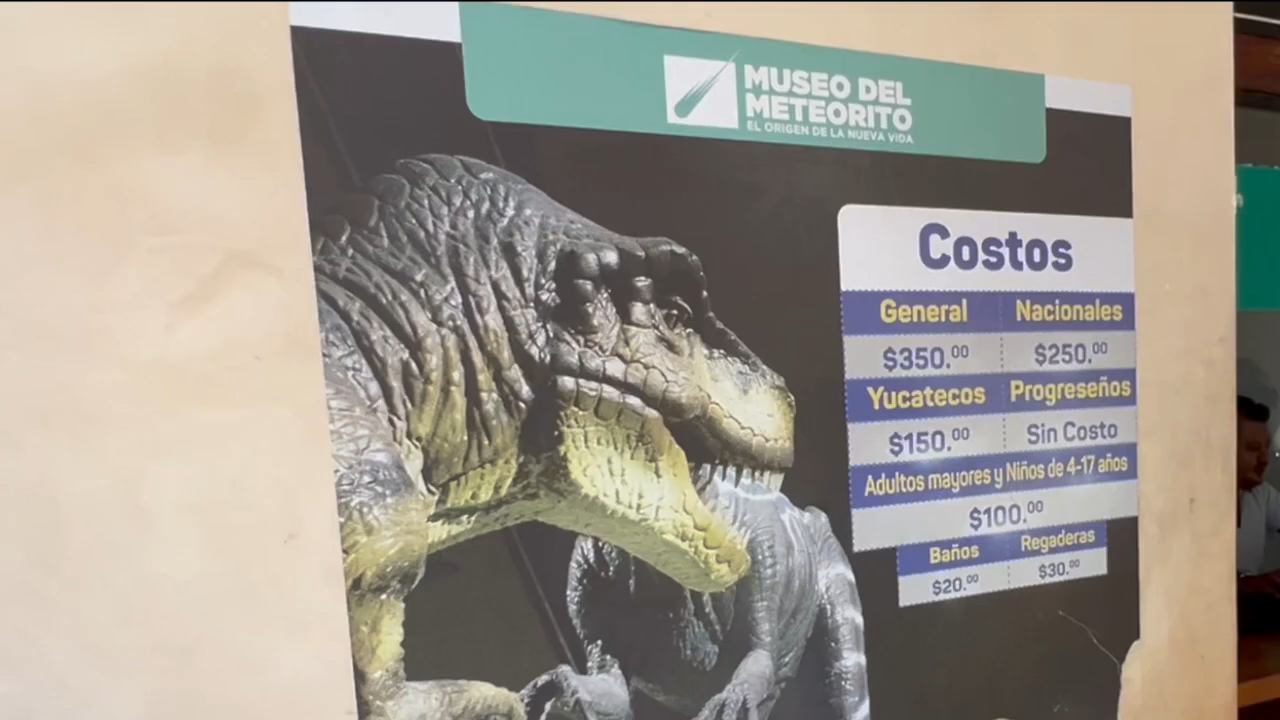 MUSEO DEL
METEORITO
EL ORIGEN DE LA NUEVA VIDA
Costos
General Nacionales
$350.00 $250.00
Yucatecos Progreseños
$150.00 Sin Costo
Adultos mayores y Niños de 4-17 años
$100.00
Baños Regaderas
$20.00 $30.00